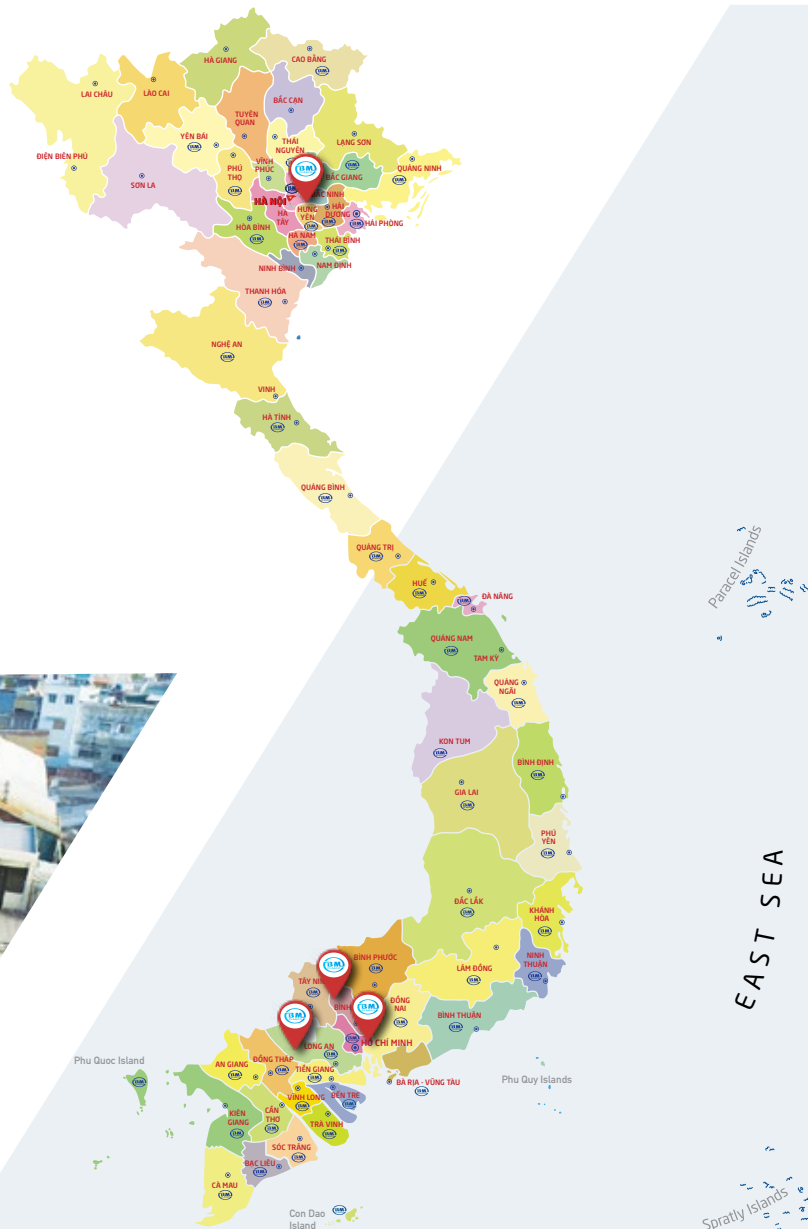 HÀ GIANG
CAO BẰNG
LAI CHÂU
LÀO CAI
BẮC CẠN
TUYÊN
QUAN
YÊN BÁI
THÁI
NGUYÊN
LẠNG SƠN
ĐIỆN BIÊN PHỦ
SƠN LA
PHÚ
THỌ
VĨNH
PHÚC
BẮC GIANG
QUẢNG NINH
HÀ NỘI
HÀ
TÂY
HƯNG
YÊN
HẢI
DƯƠNG
HẢI PHÒNG
HÒA BÌNH
HÀ NAM
THÁI BÌNH
NINH BÌNH
NAM ĐỊNH
THANH HÓA
NGHỆ AN
VINH
HÀ TĨNH
QUẢNG BÌNH
QUẢNG TRỊ
HUẾ
ĐÀ NẴNG
Paracel Islands
QUẢNG NAM
TAM KỲ
QUẢNG
NGÃI
KON TUM
BÌNH ĐỊNH
GIA LAI
PHÚ
YÊN
ĐẮC LẮK
KHÁNH
HÒA
EAST SEA
BÌNH PHƯỚC
LÂM ĐỒNG
NINH
THUẬN
13M
TÂY NI
BÌNH
ĐỒNG
NAI
BÌNH THUẬN
13M
13M
LONG AN
HỒ CHÍ MINH
Phu Quoc Island
AN GIANG
ĐỒNG THÁP
TIỀN GIANG
BÀ RỊA - VŨNG TÀU
Phu Quy Islands
VĨNH LONG
BẾN TRE
KIÊN
GIANG
CẦN
THƠ
TRÀ VINH
SÓC TRĂNG
BẠC LIÊU
CÀ MAU
Con Dao
Island
Spratly Islands